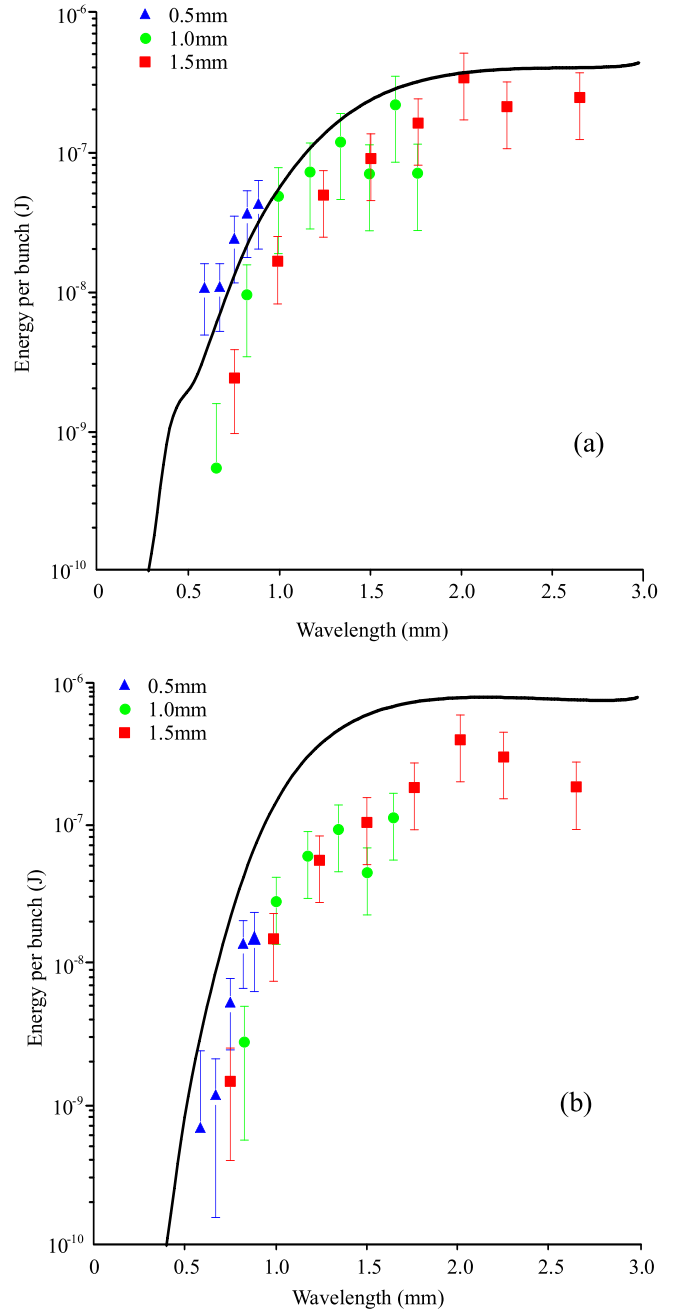 10⁻⁶
0.5mm
1.0mm
1.5mm
10⁻⁷
Energy per bunch (J)
10⁻⁸
10⁻⁹
(a)
10⁻¹⁰
0 0.5 1.0 1.5 2.0 2.5 3.0
Wavelength (mm)
10⁻⁶
0.5mm
1.0mm
1.5mm
10⁻⁷
Energy per bunch (J)
10⁻⁸
10⁻⁹
(b)
10⁻¹⁰
0 0.5 1.0 1.5 2.0 2.5 3.0
Wavelength (mm)